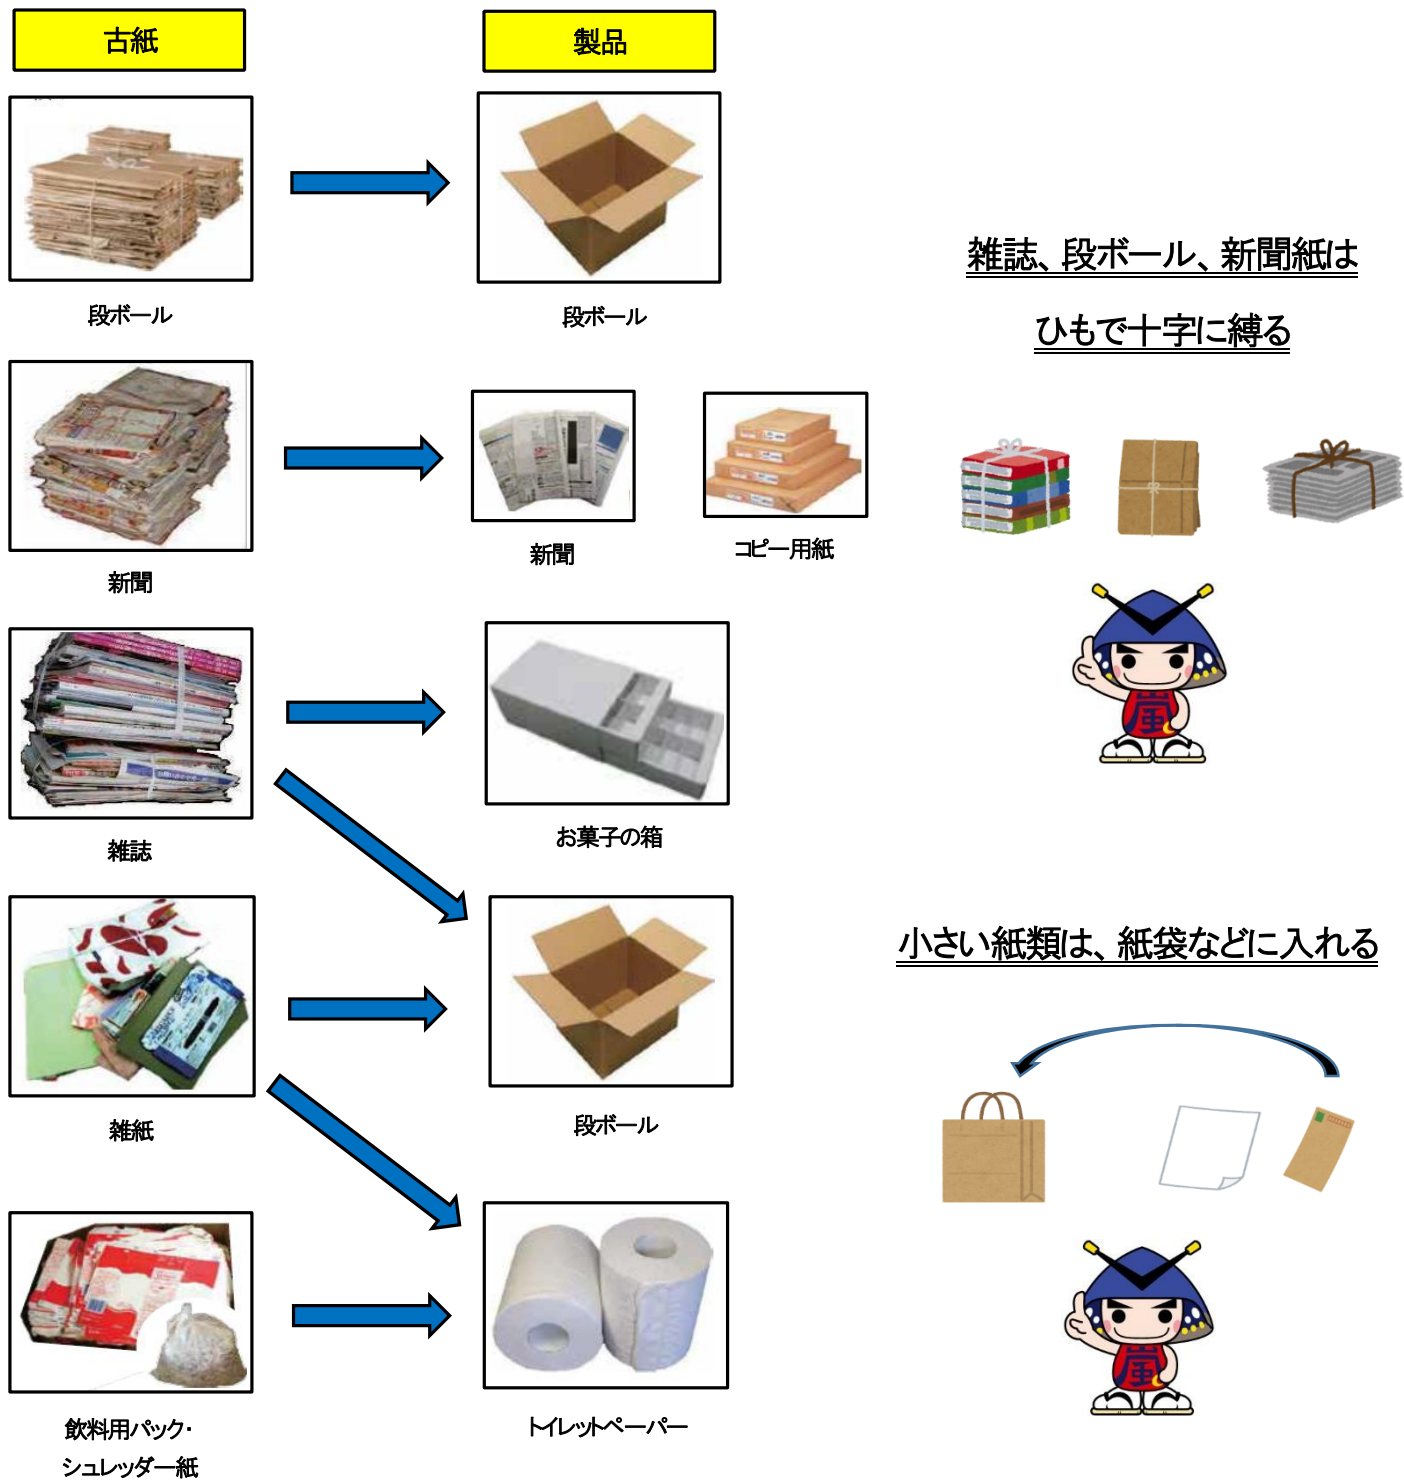 古紙
製品
段ボール
段ボール
新聞
新聞
コピー用紙
雑誌
お菓子の箱
雑紙
段ボール
飲料用パック・
シュレッダー紙
トイレットペーパー
雑誌、段ボール、新聞紙は
ひもで十字に縛る
嵐
小さい紙類は、紙袋などに入れる
嵐